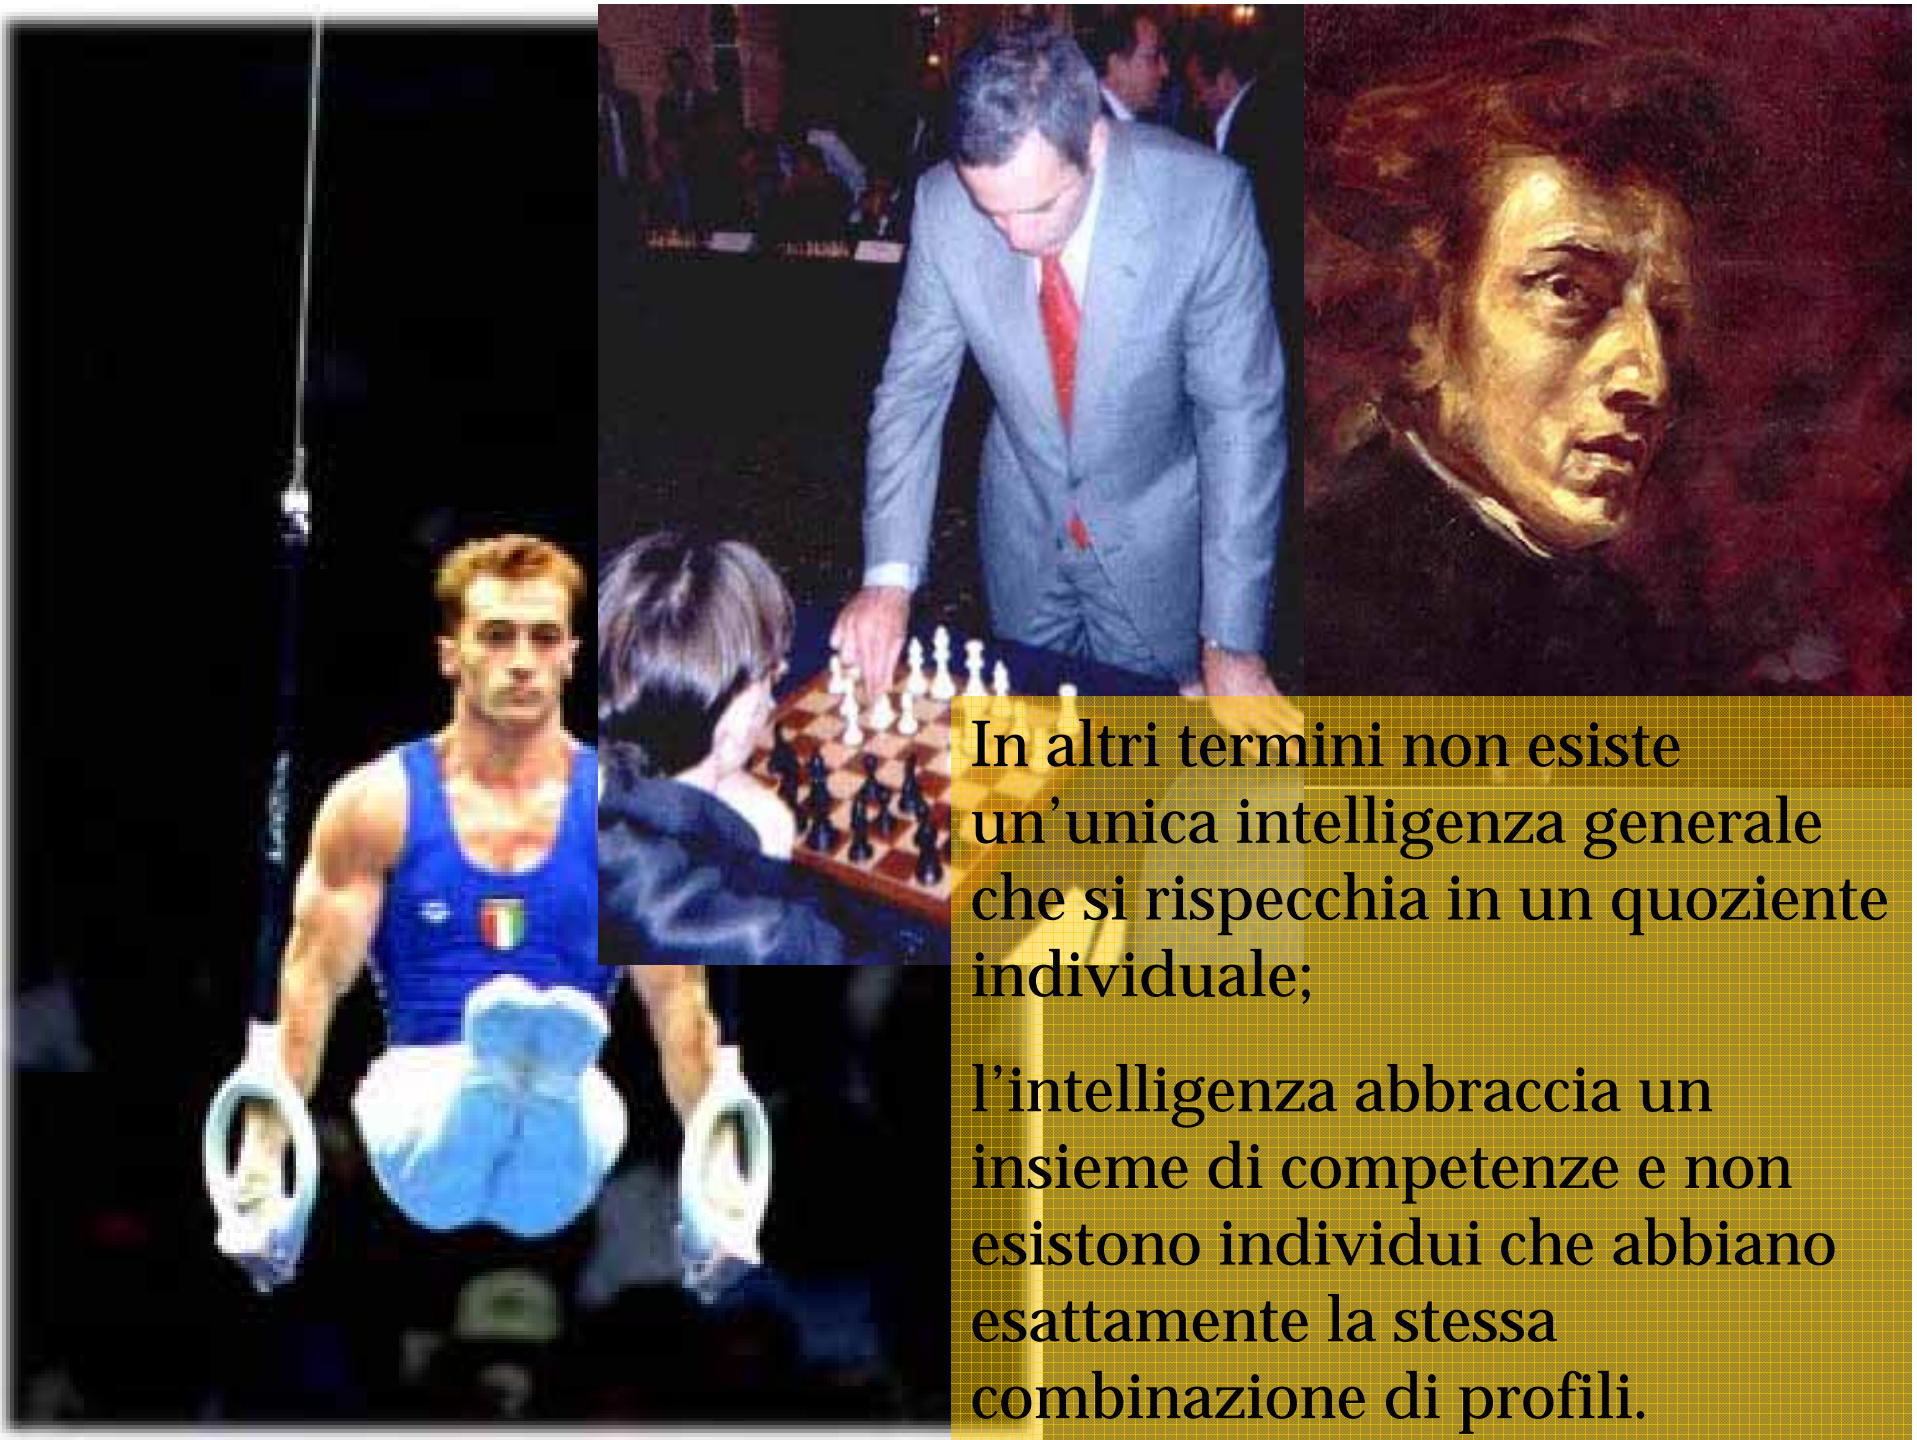 In altri termini non esiste
un’unica intelligenza generale
che si rispecchia in un quoziente
individuale;
l’intelligenza abbraccia un
insieme di competenze e non
esistono individui che abbiano
esattamente la stessa
combinazione di profili.